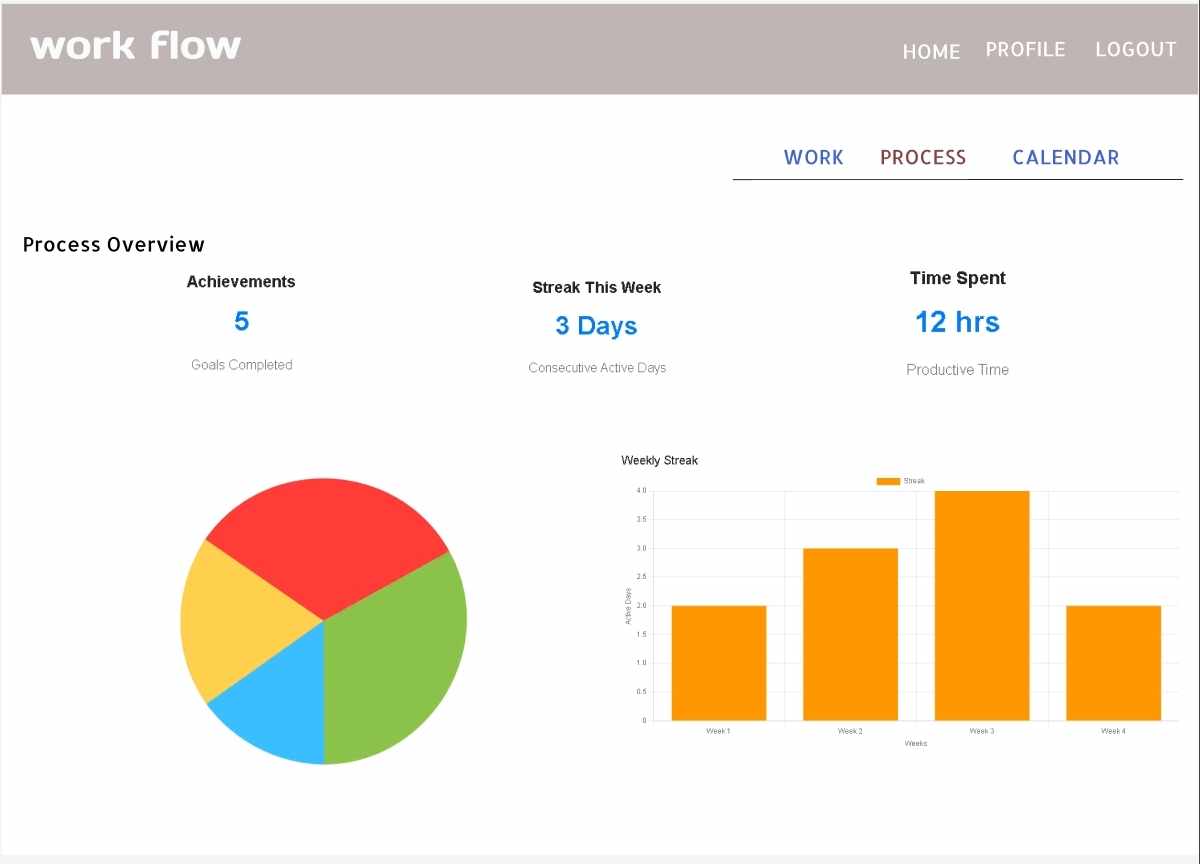 work flow
HOME PROFILE LOGOUT
WORK PROCESS CALENDAR
Process Overview
Achievements
5
Goals Completed
Streak This Week
3 Days
Consecutive Active Days
Time Spent
12 hrs
Productive Time
Weekly Streak
Streak
4.0
3.5
3.0
2.5
2.0
1.5
1.0
0.5
0
Active Days
Week 1 Week 2 Week 3 Week 4
Weeks